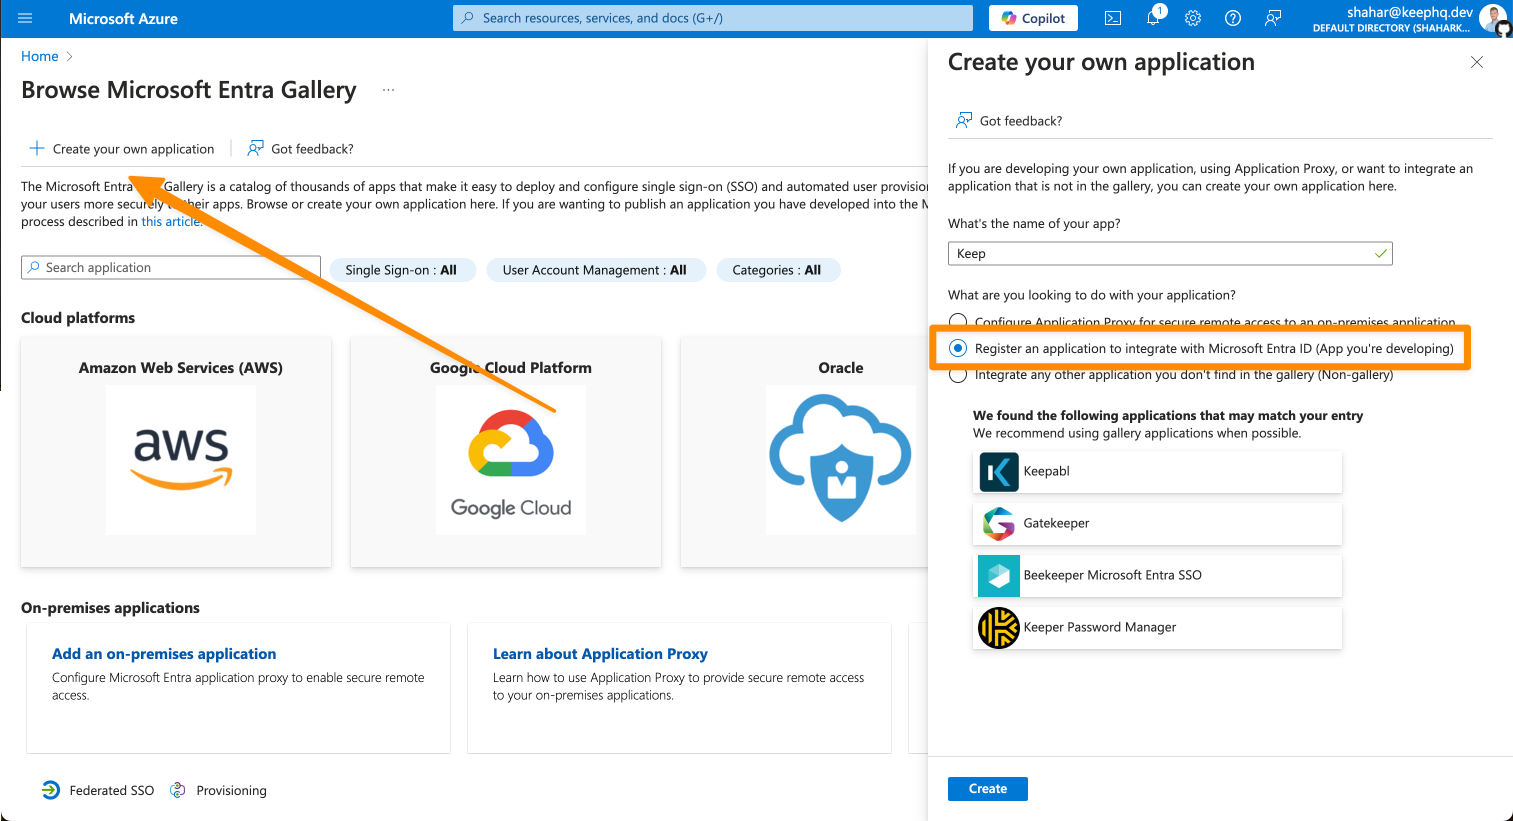 Microsoft Azure
Search resources, services, and docs (G+/)
Copilot
1
shahar@keephq.dev
DEFAULT DIRECTORY (SHAHARK...
Home
Browse Microsoft Entra Gallery
...
Create your own application
Got feedback?
The Microsoft Entra Gallery is a catalog of thousands of apps that make it easy to deploy and configure single sign-on (SSO) and automated user provision
your users more securely to their apps. Browse or create your own application here. If you are wanting to publish an application you have developed into the M
process described in this article.
Search application
Single Sign-on : All
User Account Management : All
Categories : All
Cloud platforms
Amazon Web Services (AWS)
aws
Google Cloud Platform
Google Cloud
Oracle
On-premises applications
Add an on-premises application
Configure Microsoft Entra application proxy to enable secure remote
access.
Learn about Application Proxy
Learn how to use Application Proxy to provide secure remote access
to your on-premises applications.
Federated SSO
Provisioning
Create your own application
Got feedback?
If you are developing your own application, using Application Proxy, or want to integrate an
application that is not in the gallery, you can create your own application here.
What's the name of your app?
Keep
What are you looking to do with your application?
Configure Application Proxy for secure remote access to an on-premises application
Register an application to integrate with Microsoft Entra ID (App you're developing)
Integrate any other application you don't find in the gallery (Non-gallery)
We found the following applications that may match your entry
We recommend using gallery applications when possible.
Keepabl
Gatekeeper
Beekeeper Microsoft Entra SSO
Keeper Password Manager
Create